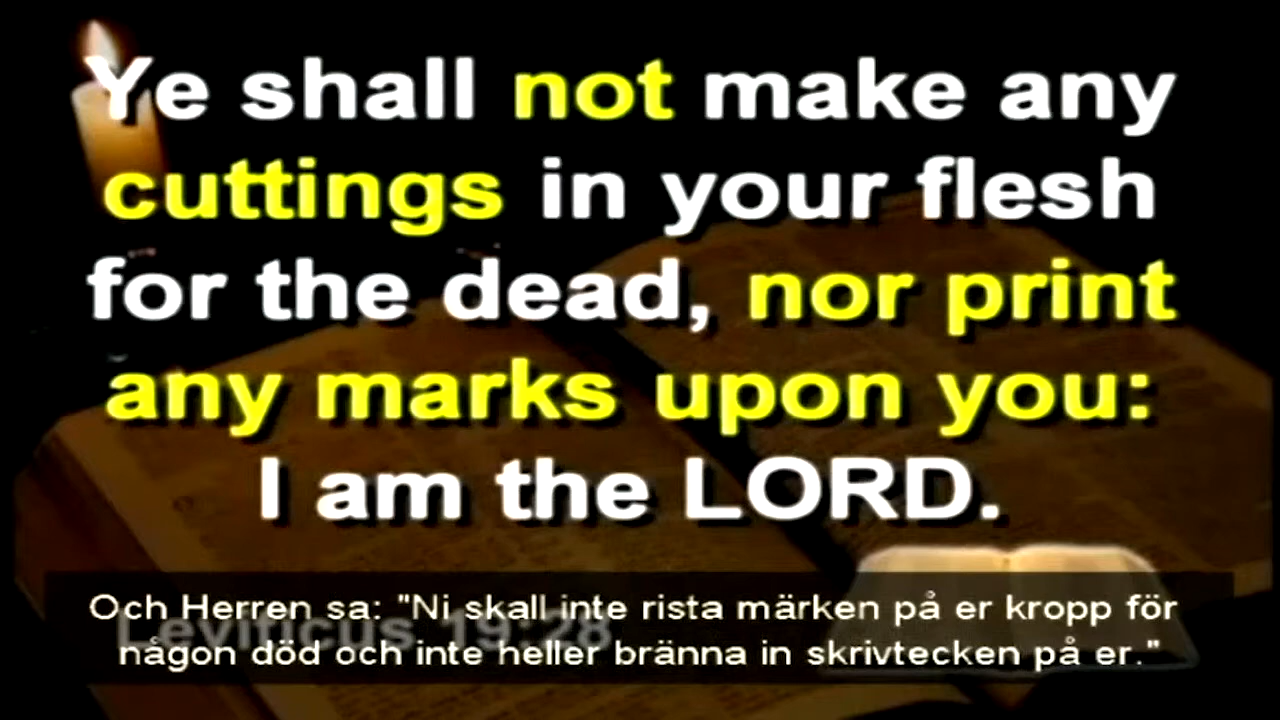 Ye shall not make any
cuttings in your flesh
for the dead, nor print
any marks upon you:
I am the LORD.
Och Herren sa: "Ni skall inte rista märken på er kropp för
Leviticus 19:28
någon död och inte heller bränna in skrivtecken på er."